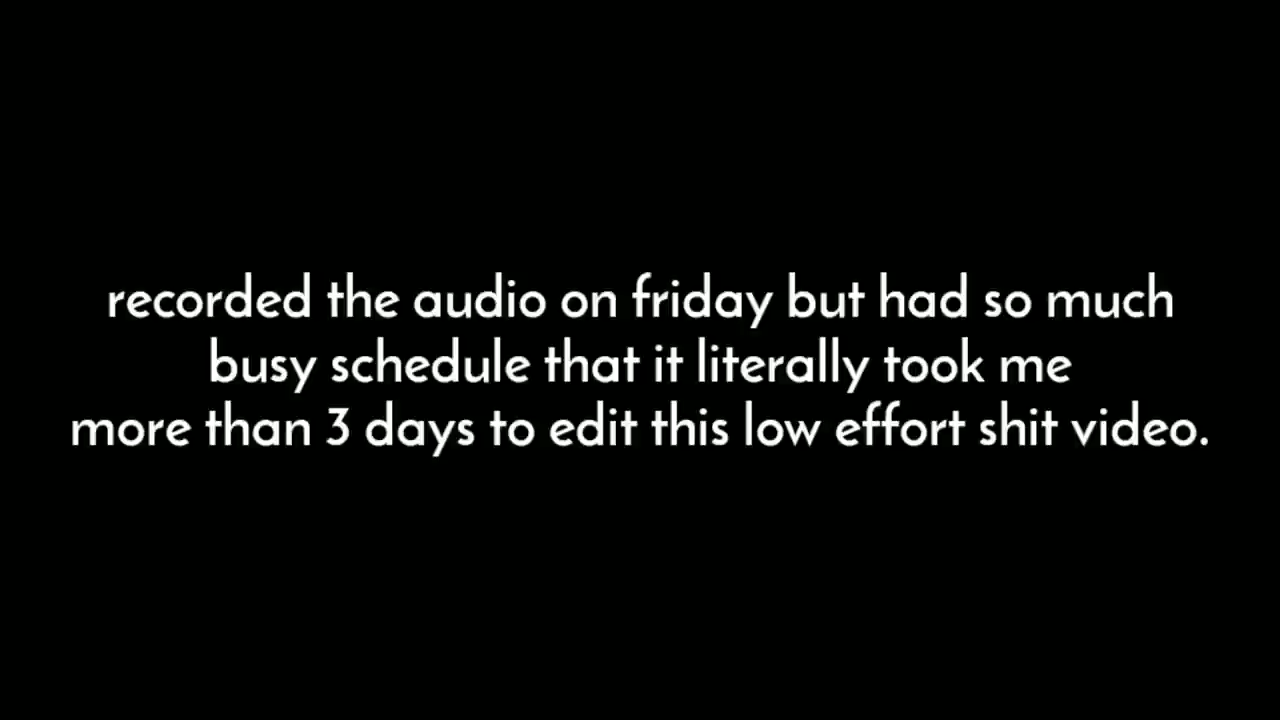 recorded the audio on friday but had so much
busy schedule that it literally took me
more than 3 days to edit this low effort shit video.